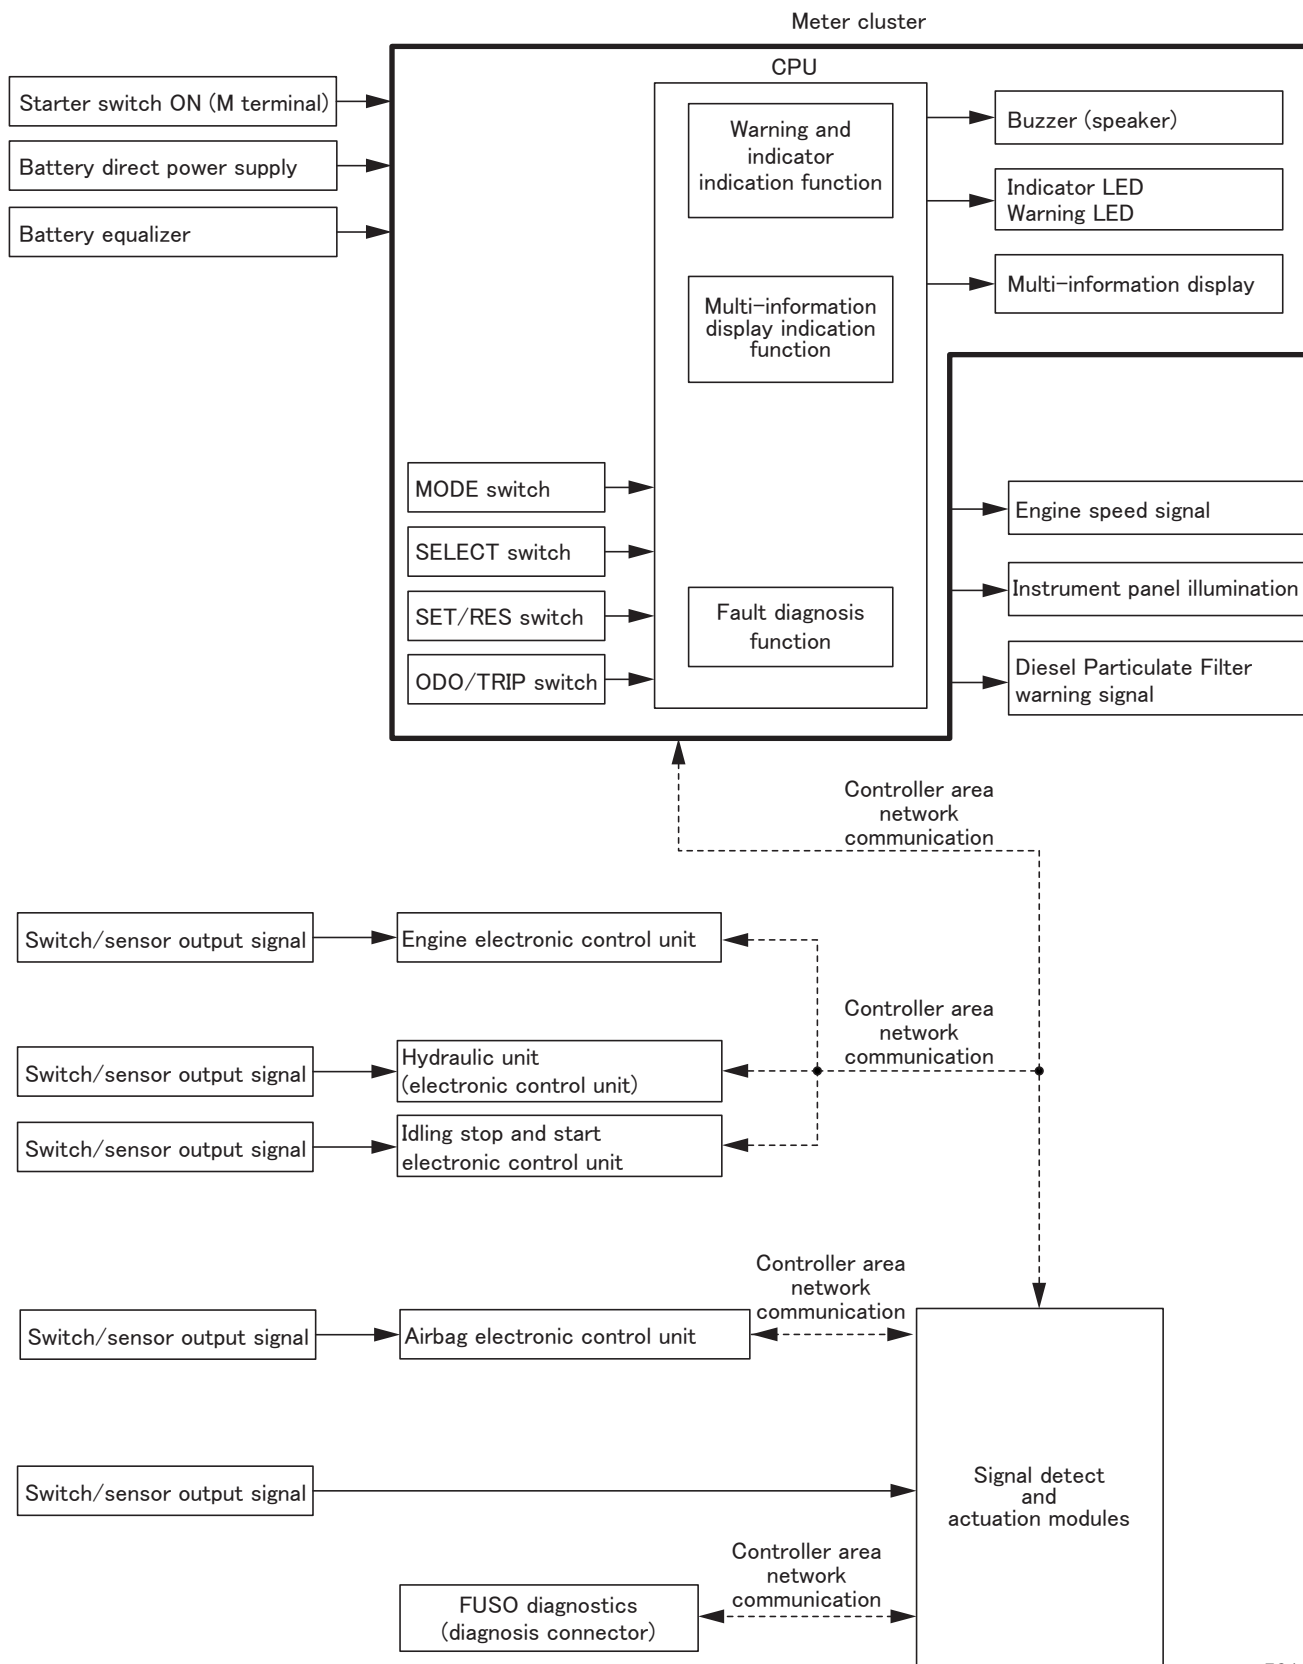 Meter cluster
CPU
Starter switch ON (M terminal)
Battery direct power supply
Battery equalizer
Warning and
indicator
indication function
Multi-information
display indication
function
MODE switch
SELECT switch
SET/RES switch
ODO/TRIP switch
Fault diagnosis
function
Buzzer (speaker)
Indicator LED
Warning LED
Multi-information display
Engine speed signal
Instrument panel illumination
Diesel Particulate Filter
warning signal
Controller area
network
communication
Switch/sensor output signal
Engine electronic control unit
Controller area
network
communication
Switch/sensor output signal
Hydraulic unit
(electronic control unit)
Switch/sensor output signal
Idling stop and start
electronic control unit
Controller area
network
communication
Switch/sensor output signal
Airbag electronic control unit
Switch/sensor output signal
Signal detect
and
actuation modules
Controller area
network
communication
FUSO diagnostics
(diagnosis connector)